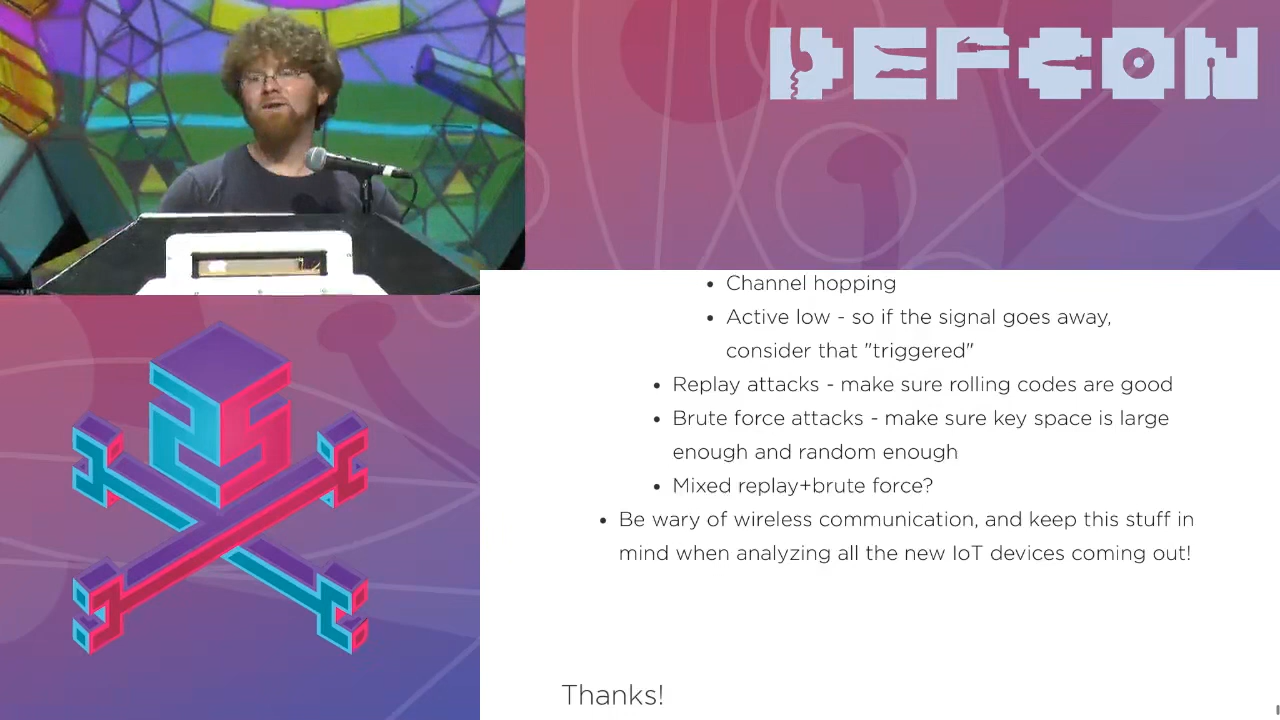 DEFCON
Channel hopping
Active low - so if the signal goes away,
consider that "triggered"
Replay attacks - make sure rolling codes are good
Brute force attacks - make sure key space is large
enough and random enough
Mixed replay+brute force?
Be wary of wireless communication, and keep this stuff in
mind when analyzing all the new IoT devices coming out!
Thanks!